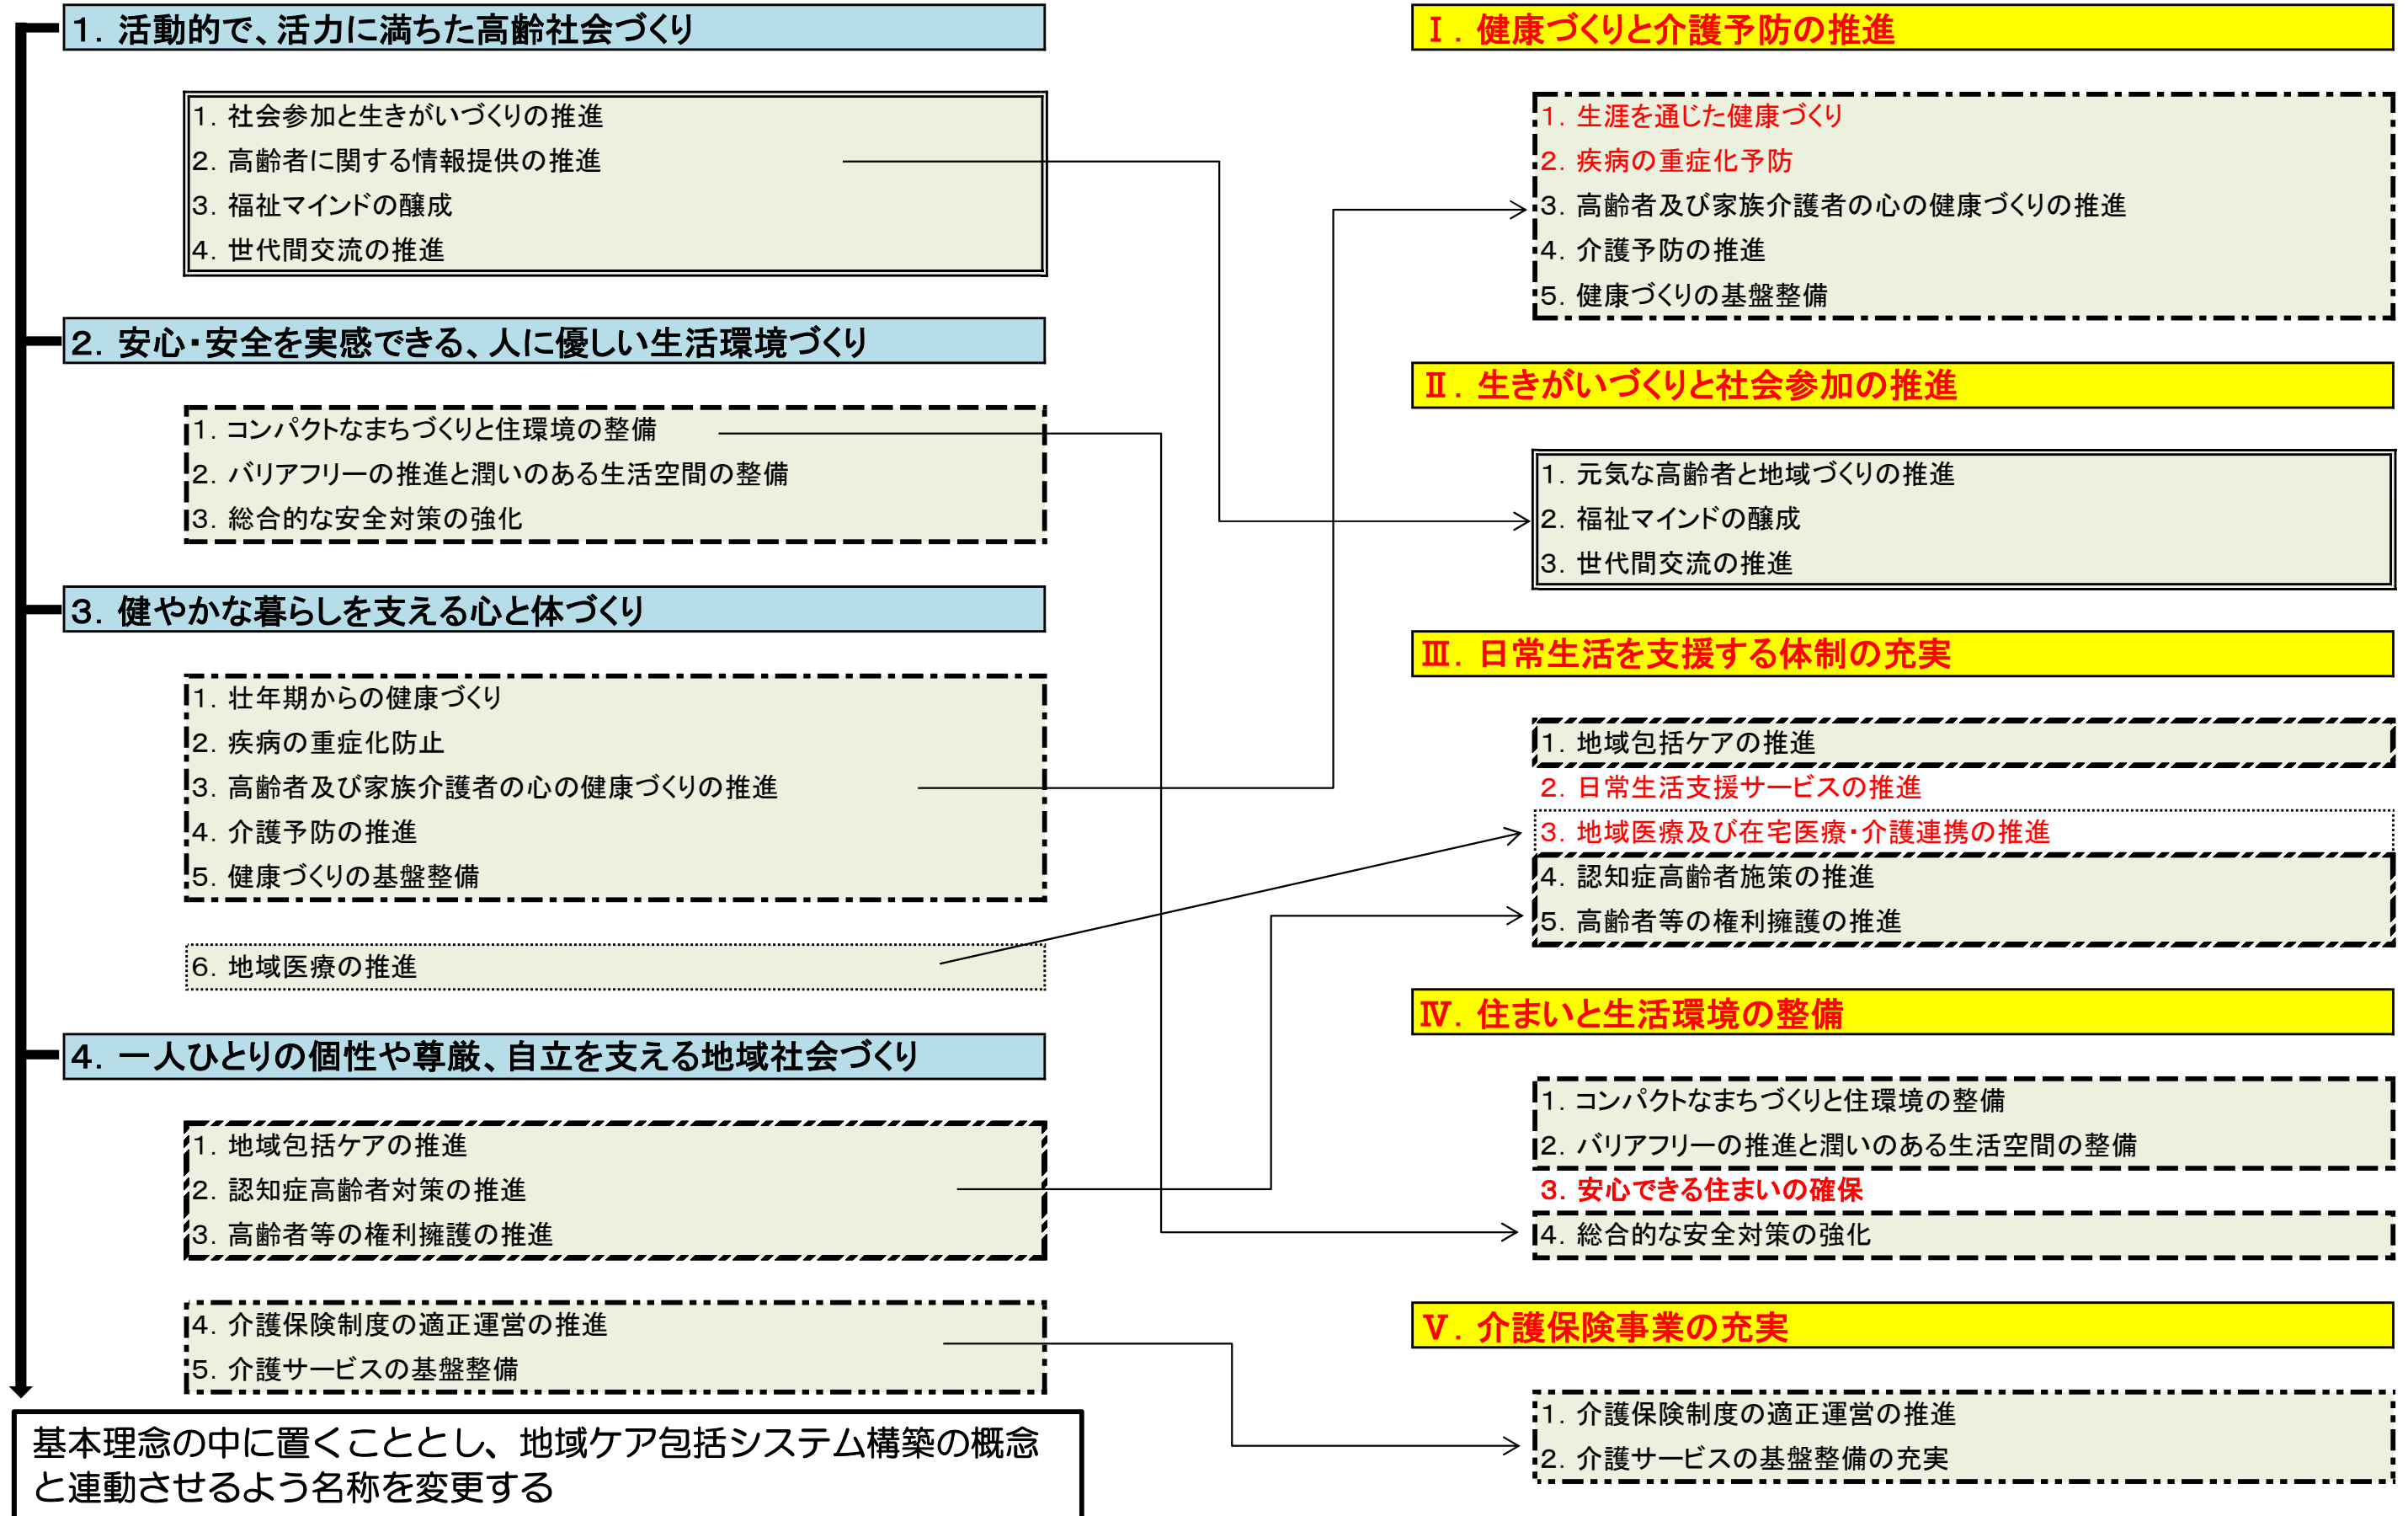 1．活動的で、活力に満ちた高齢社会づくり
1．社会参加と生きがいづくりの推進
2．高齢者に関する情報提供の推進
3．福祉マインドの醸成
4．世代間交流の推進
2．安心・安全を実感できる、人に優しい生活環境づくり
1．コンパクトなまちづくりと住環境の整備
2．バリアフリーの推進と潤いのある生活空間の整備
3．総合的な安全対策の強化
3．健やかな暮らしを支える心と体づくり
1．壮年期からの健康づくり
2．疾病の重症化防止
3．高齢者及び家族介護者の心の健康づくりの推進
4．介護予防の推進
5．健康づくりの基盤整備
6．地域医療の推進
4．一人ひとりの個性や尊厳、自立を支える地域社会づくり
1．地域包括ケアの推進
2．認知症高齢者対策の推進
3．高齢者等の権利擁護の推進
4．介護保険制度の適正運営の推進
5．介護サービスの基盤整備
基本理念の中に置くこととし、地域ケア包括システム構築の概念
と連動させるよう名称を変更する
Ⅰ．健康づくりと介護予防の推進
1．生涯を通じた健康づくり
2．疾病の重症化予防
3．高齢者及び家族介護者の心の健康づくりの推進
4．介護予防の推進
5．健康づくりの基盤整備
Ⅱ．生きがいづくりと社会参加の推進
1．元気な高齢者と地域づくりの推進
2．福祉マインドの醸成
3．世代間交流の推進
Ⅲ．日常生活を支援する体制の充実
1．地域包括ケアの推進
2．日常生活支援サービスの推進
3．地域医療及び在宅医療・介護連携の推進
4．認知症高齢者施策の推進
5．高齢者等の権利擁護の推進
Ⅳ．住まいと生活環境の整備
1．コンパクトなまちづくりと住環境の整備
2．バリアフリーの推進と潤いのある生活空間の整備
3．安心できる住まいの確保
4．総合的な安全対策の強化
Ⅴ．介護保険事業の充実
1．介護保険制度の適正運営の推進
2．介護サービスの基盤整備の充実